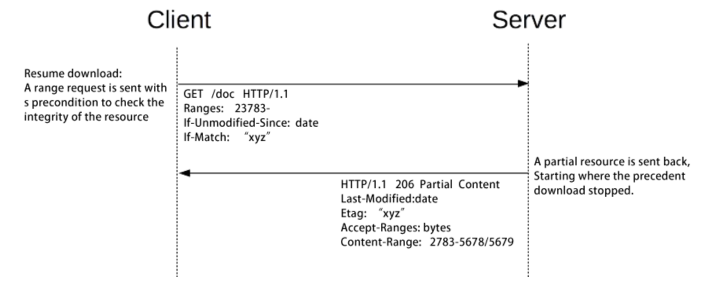 Client
Server
Resume download:
A range request is sent with
s precondition to check the
integrity of the resource
GET /doc HTTP/1.1
Ranges: 23783-
If-Unmodified-Since: date
If-Match: "xyz"
A partial resource is sent back,
Starting where the precedent
download stopped.
HTTP/1.1 206 Partial Content
Last-Modified:date
Etag: "xyz"
Accept-Ranges: bytes
Content-Range: 2783-5678/5679